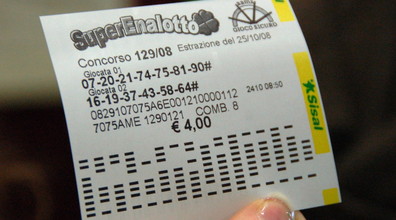 SuperEnalotto
GIOCO SICURO
Concorso 129/08 Estrazione del 25/10/08
Giocata 01
07-20-21-74-75-81-90#
Giocata 02
16-19-37-43-58-64#
0829107075A6E001210000112 2410 08:50
7075AME 1290121 COMB. 8
€ 4,00
Sisal